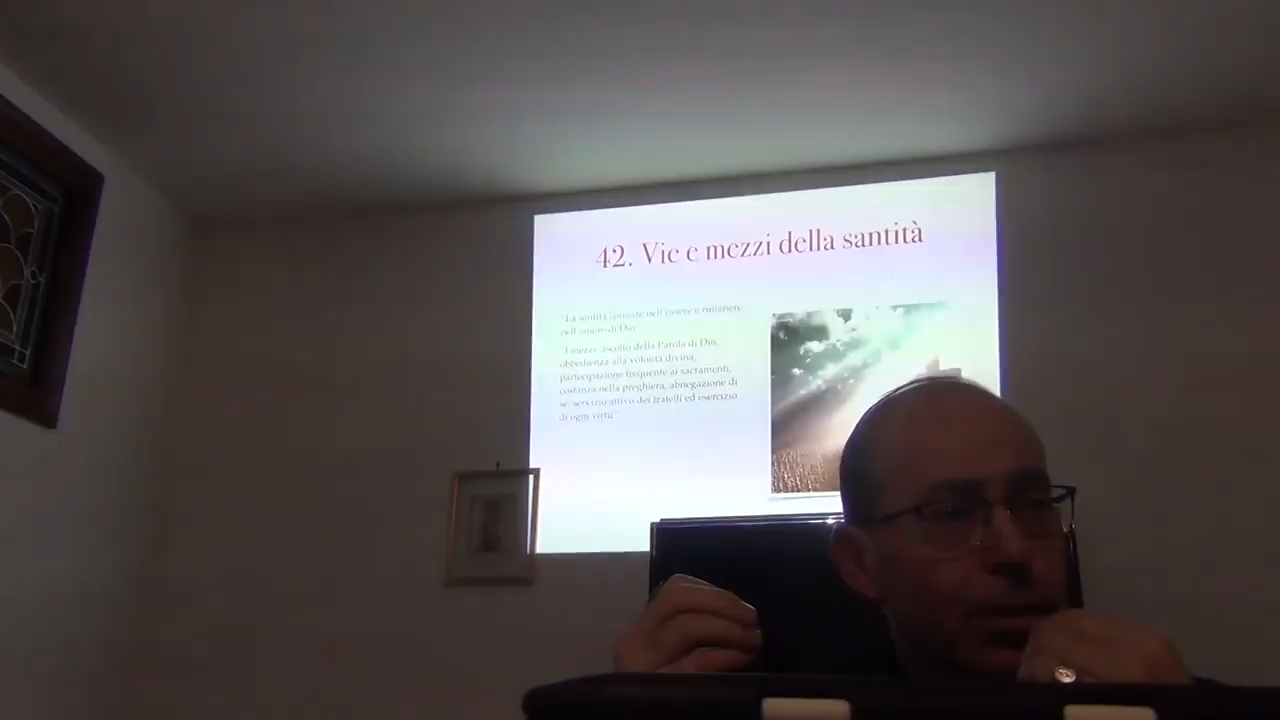 42. Vie e mezzi della santità
“La santità consiste nell'essere e rimanere
nell'amore di Dio”
“I mezzi: ascolto della Parola di Dio,
obbedienza alla volontà divina,
partecipazione frequente ai sacramenti,
costanza nella preghiera, abnegazione di
sé, servizio attivo dei fratelli ed esercizio
di ogni virtù”